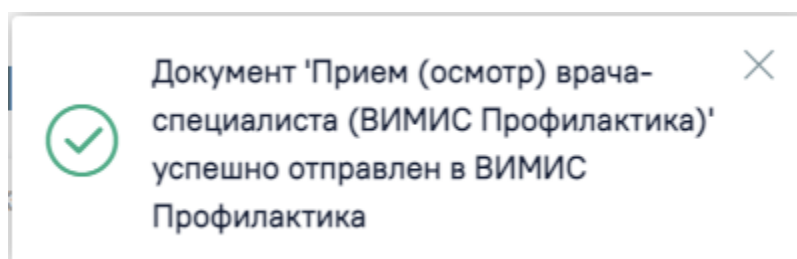 Документ 'Прием (осмотр) врача-
специалиста (ВИМИС Профилактика)'
успешно отправлен в ВИМИС
Профилактика